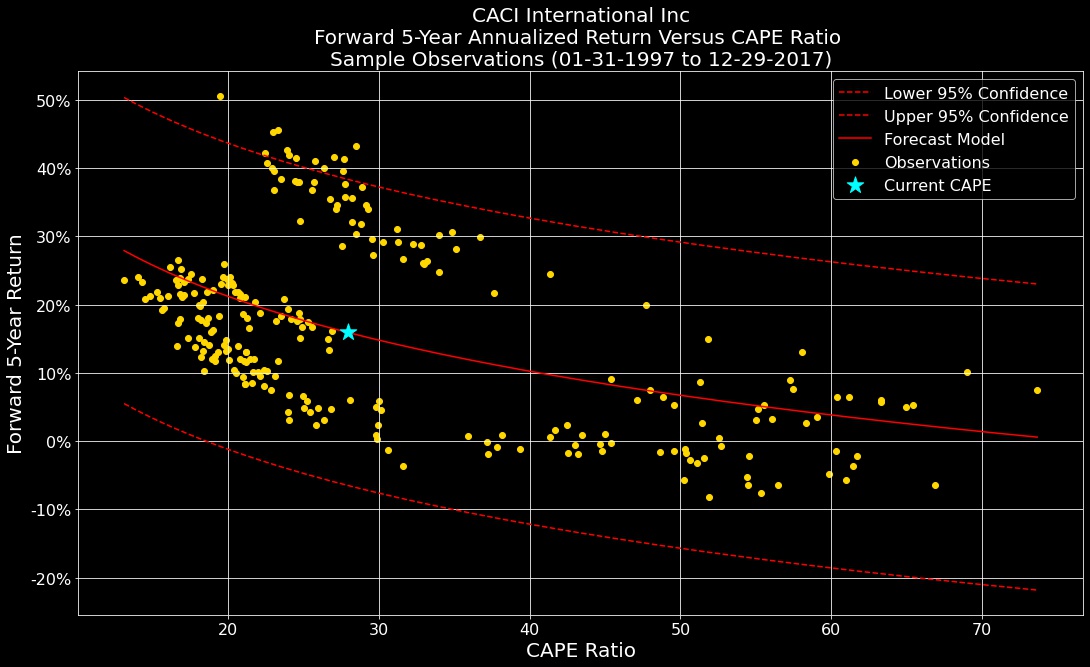 CACI International Inc
Forward 5-Year Annualized Return Versus CAPE Ratio
Sample Observations (01-31-1997 to 12-29-2017)
Lower 95% Confidence
Upper 95% Confidence
Forecast Model
Observations
Current CAPE
50%
40%
30%
20%
10%
0%
-10%
-20%
Forward 5-Year Return
20 30 40 50 60 70
CAPE Ratio